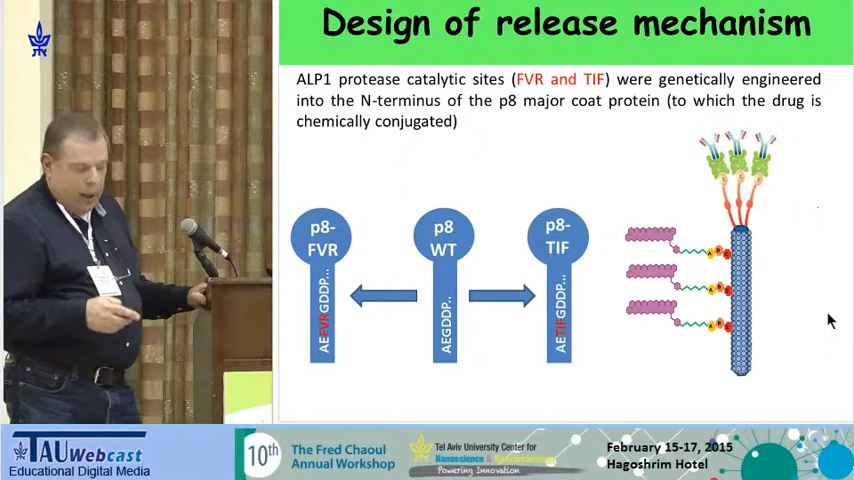 Design of release mechanism
ALP1 protease catalytic sites (FVR and TIF) were genetically engineered
into the N-terminus of the p8 major coat protein (to which the drug is
chemically conjugated)
p8-
FVR
AEFVRGDDP...
p8
WT
AEGDDP..
p8-
TIF
AETIFGDDP...
A B C
A B C
A B C
TAU Webcast
Educational Digital Media
10th
The Fred Chaoul
Annual Workshop
Tel Aviv University Center for
Nanoscience & Nanotechnology
Powering Innovation
February 15-17, 2015
Hagoshrim Hotel